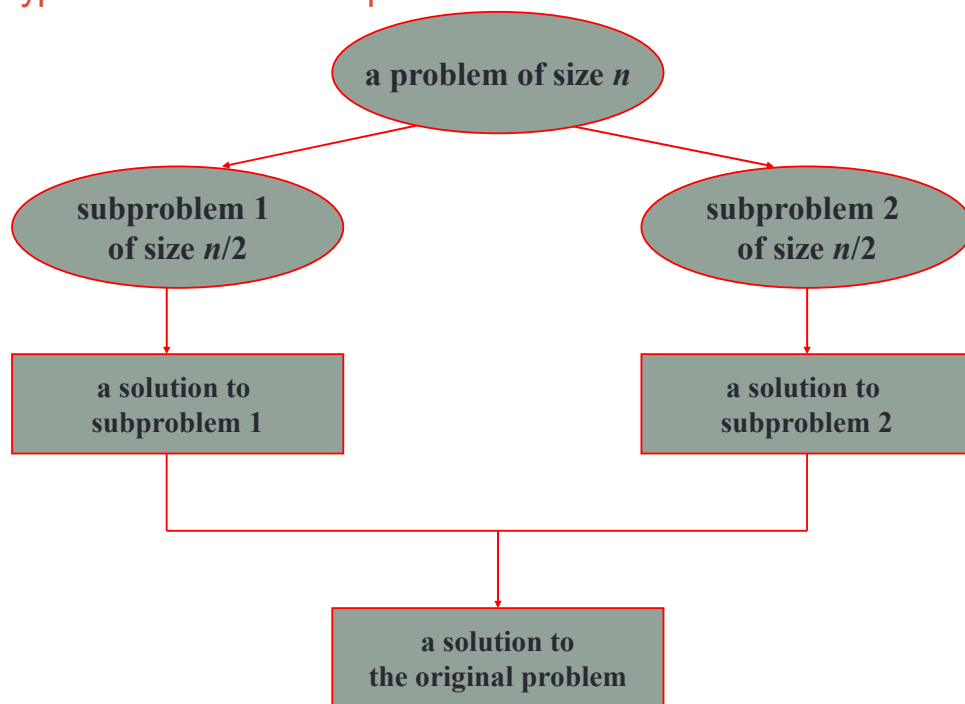 a problem of size n
subproblem 1
of size n/2
subproblem 2
of size n/2
a solution to
subproblem 1
a solution to
subproblem 2
a solution to
the original problem